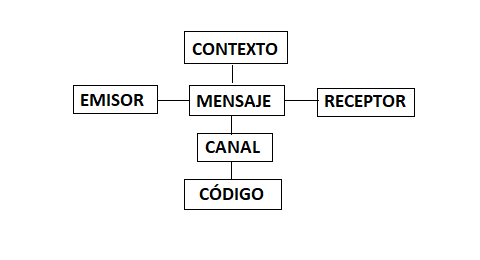 CONTEXTO
EMISOR
MENSAJE
RECEPTOR
CANAL
CÓDIGO